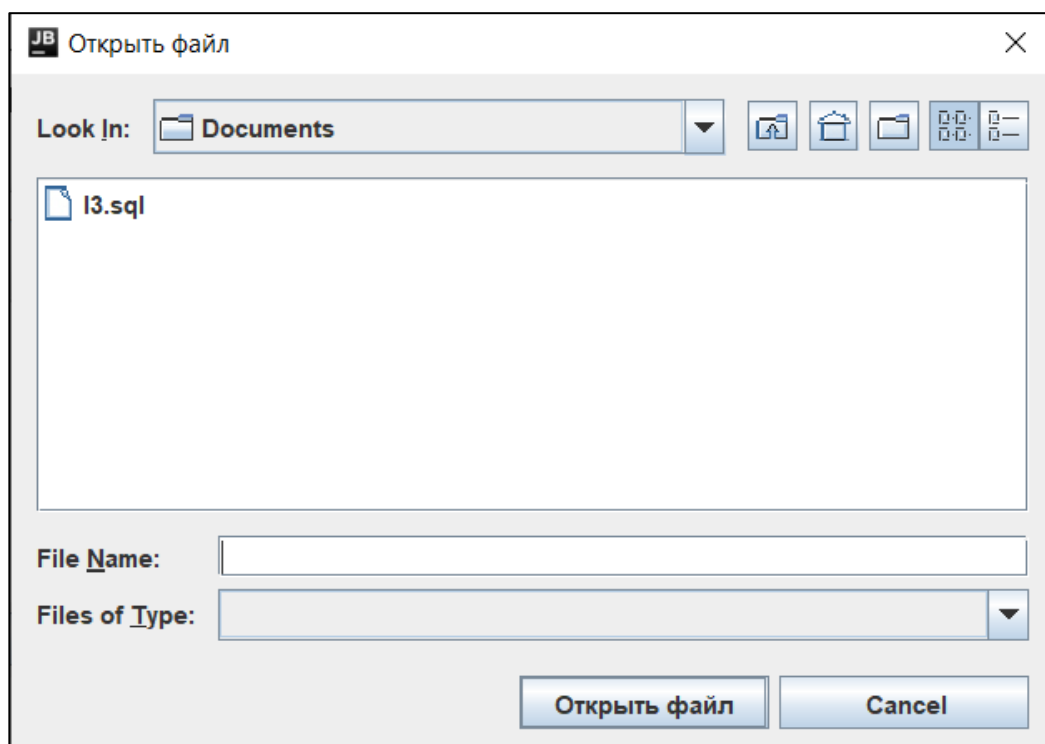 JB Открыть файл
Look In: Documents
l3.sql
File Name:
Files of Type:
Открыть файл Cancel